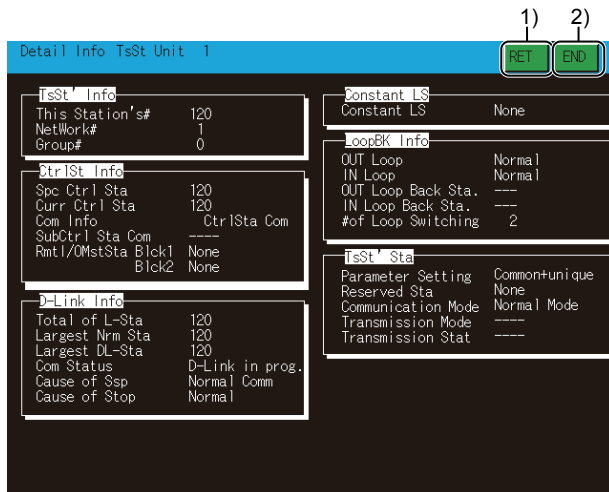 1) 2)
Detail Info TsSt Unit 1 RET END
TsSt' Info
This Station's# 120
NetWork# 1
Group# 0
CtrlSt Info
Spc Ctrl Sta 120
Curr Ctrl Sta 120
Com Info CtrlSta Com
SubCtrl Sta Com ----
Rmtl/OMstSta Blck1 None
Blck2 None
D-Link Info
Total of L-Sta 120
Largest Nrm Sta 120
Largest DL-Sta 120
Com Status D-Link in prog.
Cause of Ssp Normal Comm
Cause of Stop Normal
Constant LS
Constant LS None
LoopBK Info
OUT Loop Normal
IN Loop Normal
OUT Loop Back Sta. ---
IN Loop Back Sta. ---
#of Loop Switching 2
TsSt' Sta
Parameter Setting Common+unique
Reserved Sta None
Communication Mode Normal Mode
Transmission Mode ----
Transmission Stat ----